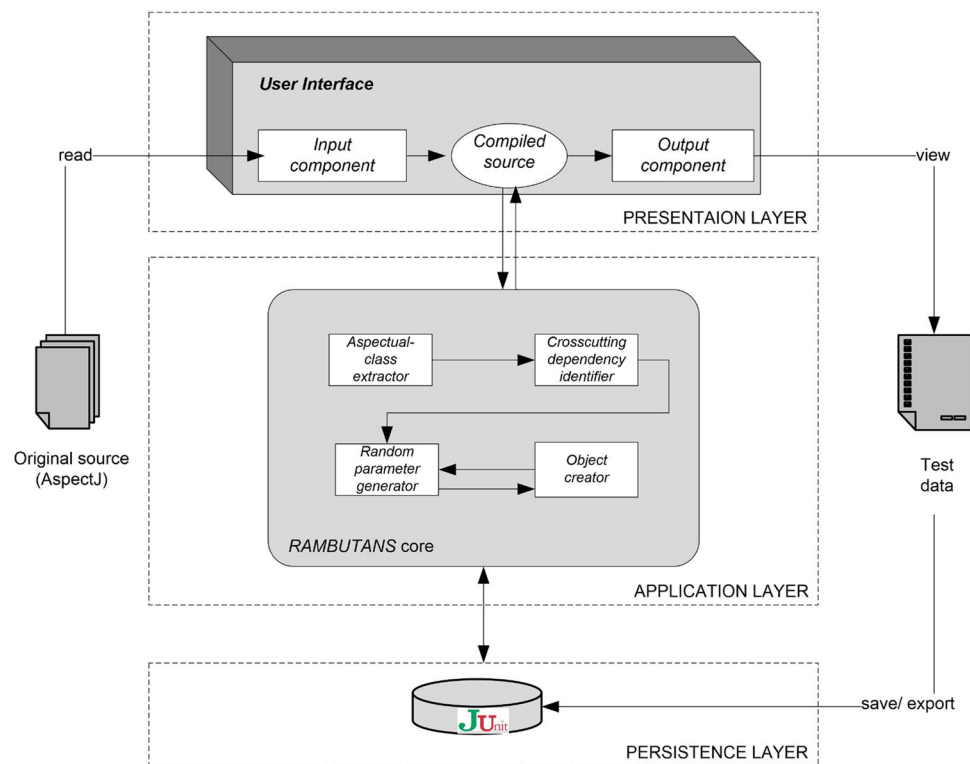 User Interface
read
Input
component
Compiled
source
Output
component
view
PRESENTAION LAYER
Aspectual-
class
extractor
Crosscutting
dependency
identifier
Original source
(AspectJ)
Random
parameter
generator
Object
creator
Test
data
RAMBUTANS core
APPLICATION LAYER
JUnit
save/ export
PERSISTENCE LAYER